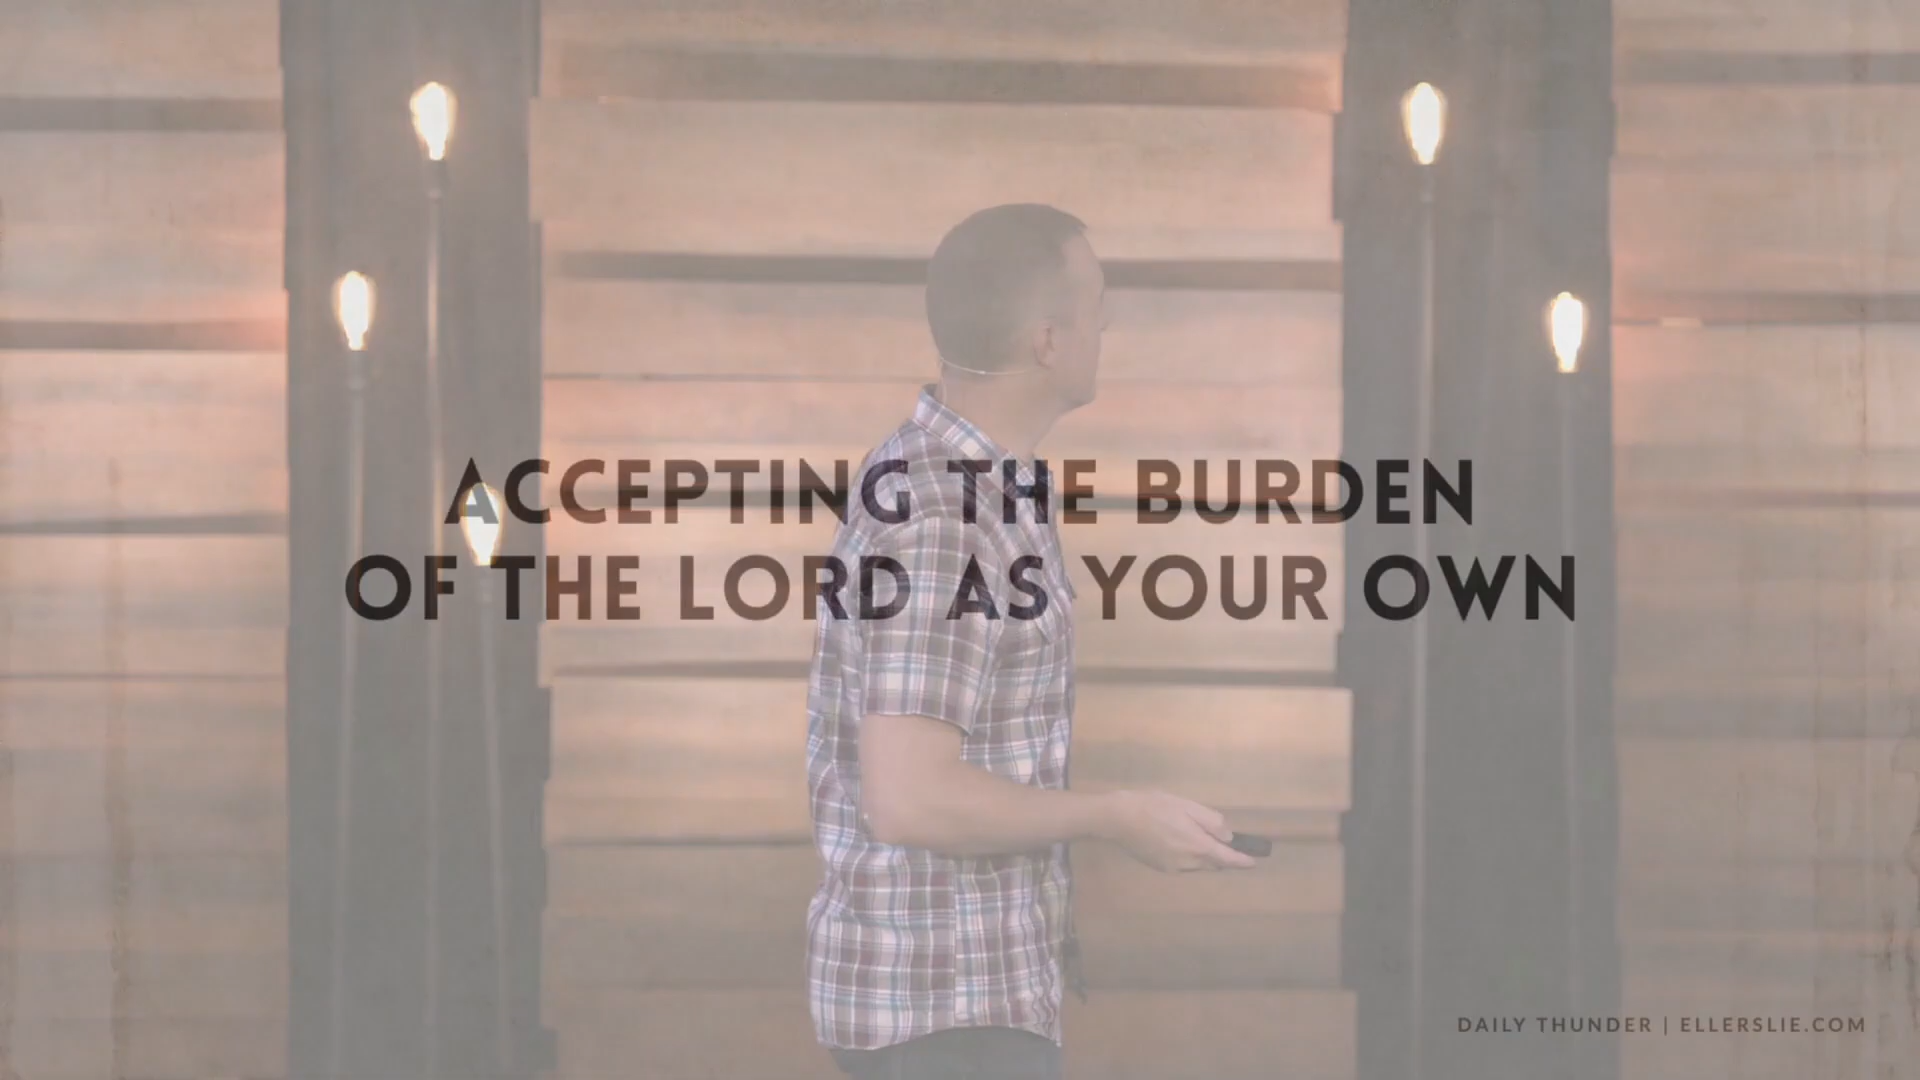 ACCEPTING THE BURDEN
OF THE LORD AS YOUR OWN
DAILY THUNDER | ELLERSLIE.COM